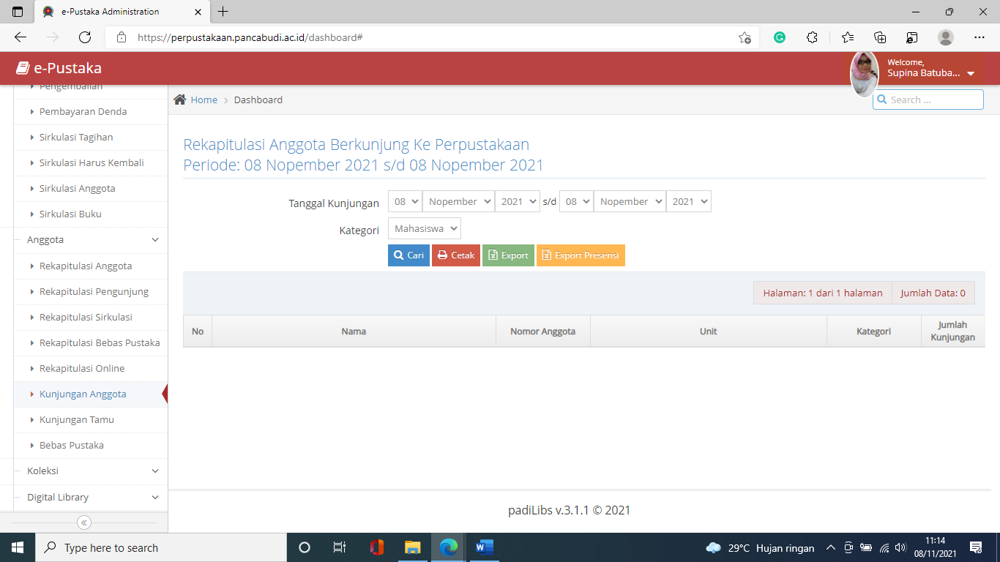 e-Pustaka Administration
https://perpustakaan.pancabudi.ac.id/dashboard#
e-Pustaka
Welcome,
Supina Batuba...
Pengembalian
Pembayaran Denda
Sirkulasi Tagihan
Sirkulasi Harus Kembali
Sirkulasi Anggota
Sirkulasi Buku
Anggota
Rekapitulasi Anggota
Rekapitulasi Pengunjung
Rekapitulasi Sirkulasi
Rekapitulasi Bebas Pustaka
Rekapitulasi Online
Kunjungan Anggota
Kunjungan Tamu
Bebas Pustaka
Koleksi
Digital Library
Home > Dashboard
Search ...
Rekapitulasi Anggota Berkunjung Ke Perpustakaan
Periode: 08 Nopember 2021 s/d 08 Nopember 2021
Tanggal Kunjungan 08 Nopember 2021 s/d 08 Nopember 2021
Kategori Mahasiswa
Cari Cetak Export Export Presensi
Halaman: 1 dari 1 halaman Jumlah Data: 0
No Nama Nomor Anggota Unit Kategori Jumlah Kunjungan
padiLibs v.3.1.1 © 2021
Type here to search
29°C Hujan ringan
11:14
08/11/2021